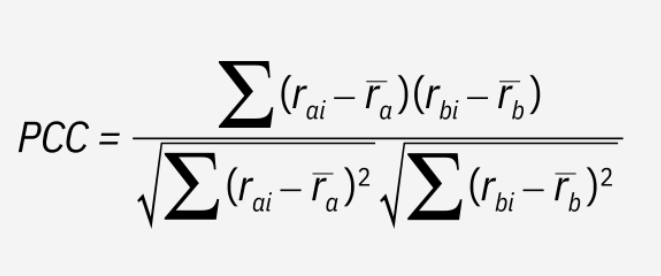 PCC = ∑(r_ai − r̅_a)(r_bi − r̅_b) / √∑(r_ai − r̅_a)² √∑(r_bi − r̅_b)²